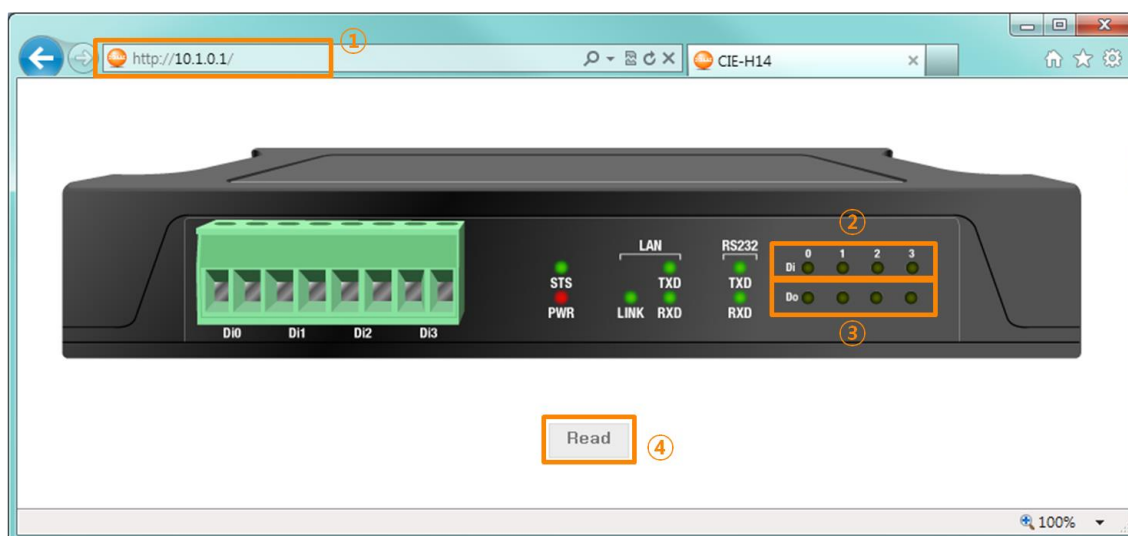 ①
http://10.1.0.1/
CIE-H14
②
LAN RS232 0 1 2 3
Di
STS TXD TXD
Do
PWR LINK RXD RXD
③
Di0 Di1 Di2 Di3
Read
④
100%